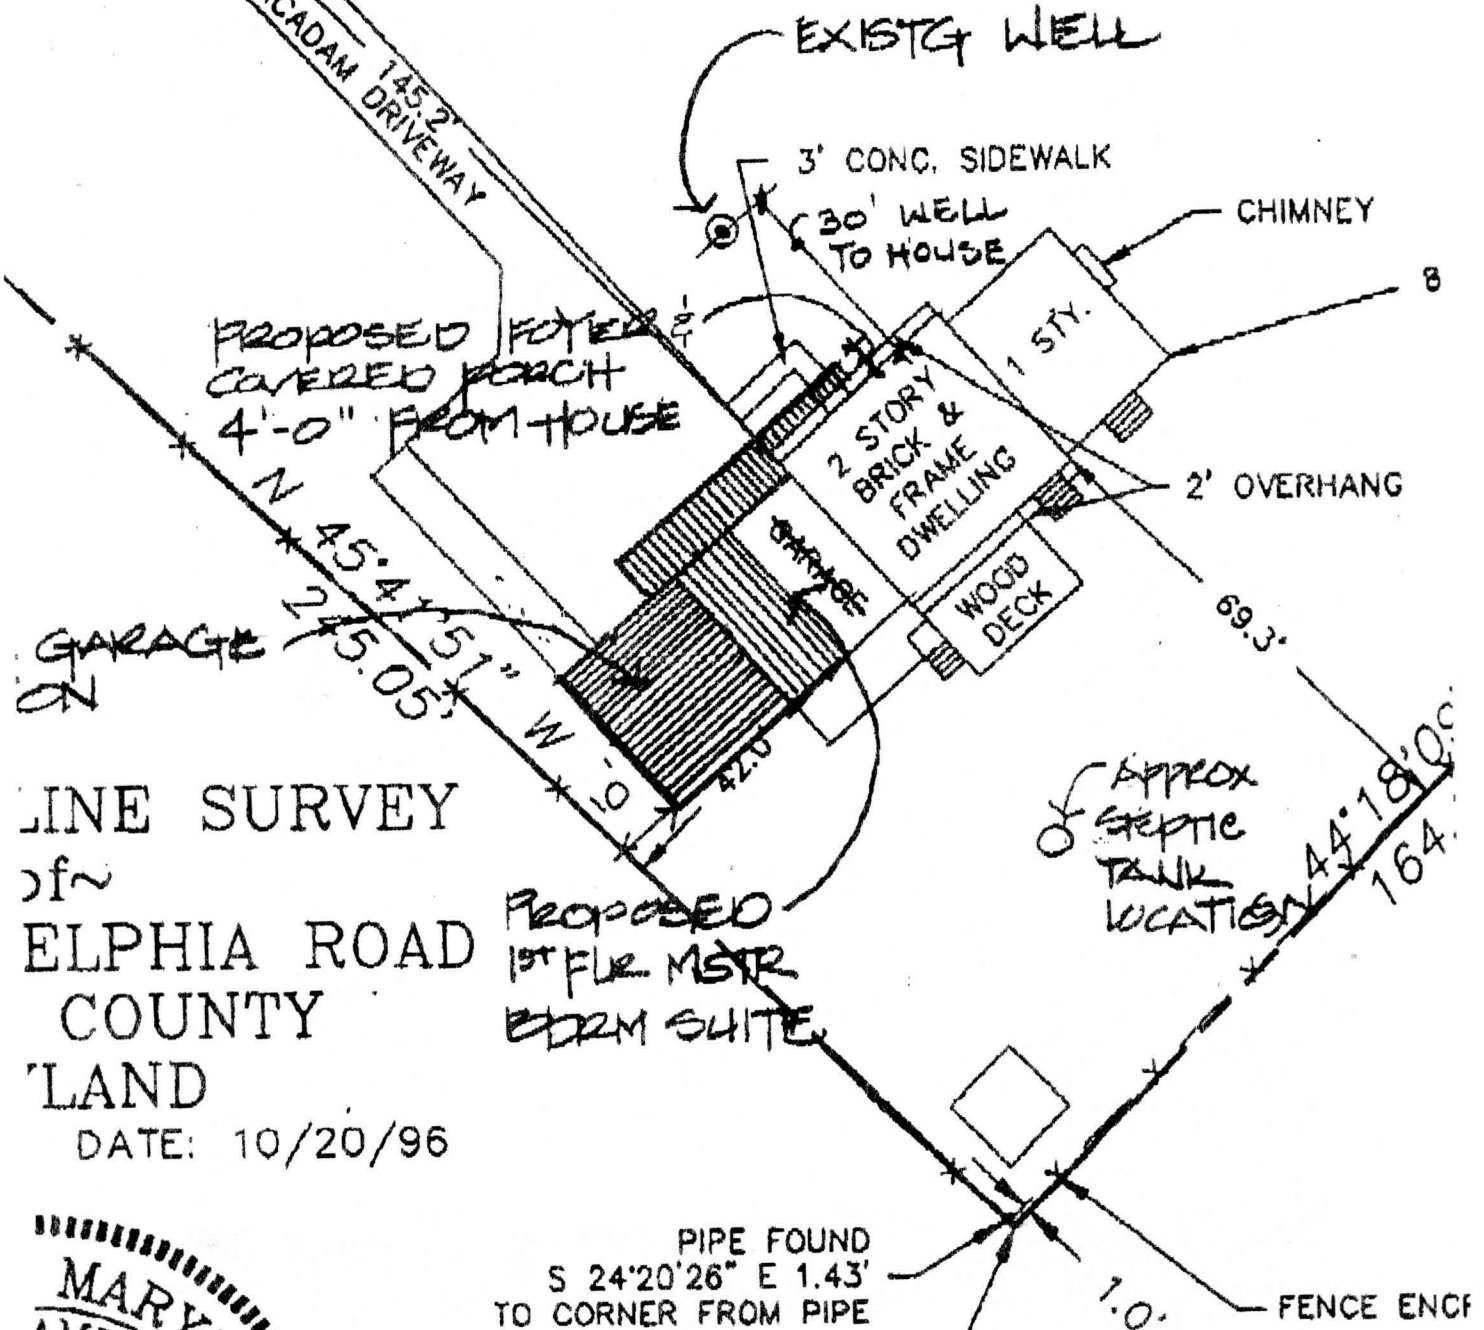 EXISTG WELL
145.2'
CADAM DRIVEWAY
3' CONC. SIDEWALK
30' WELL
TO HOUSE
CHIMNEY
8
1 STY.
PROPOSED FOYER &
COVERED PORCH
4'-0" FROM HOUSE
2 STORY
BRICK &
FRAME
DWELLING
2' OVERHANG
GARAGE
WOOD
DECK
69.3'
N 45°41'51" W
245.05'
GARAGE
ON
42.0
APPROX
SEPTIC
TANK
LOCATION
44°18'09
164.
LINE SURVEY
of~
ELPHIA ROAD
COUNTY
LAND
DATE: 10/20/96
PROPOSED
1ST FLR MSTR
BDRM SUITE
MARY
PIPE FOUND
S 24°20'26" E 1.43'
TO CORNER FROM PIPE
1.0'
FENCE ENCR